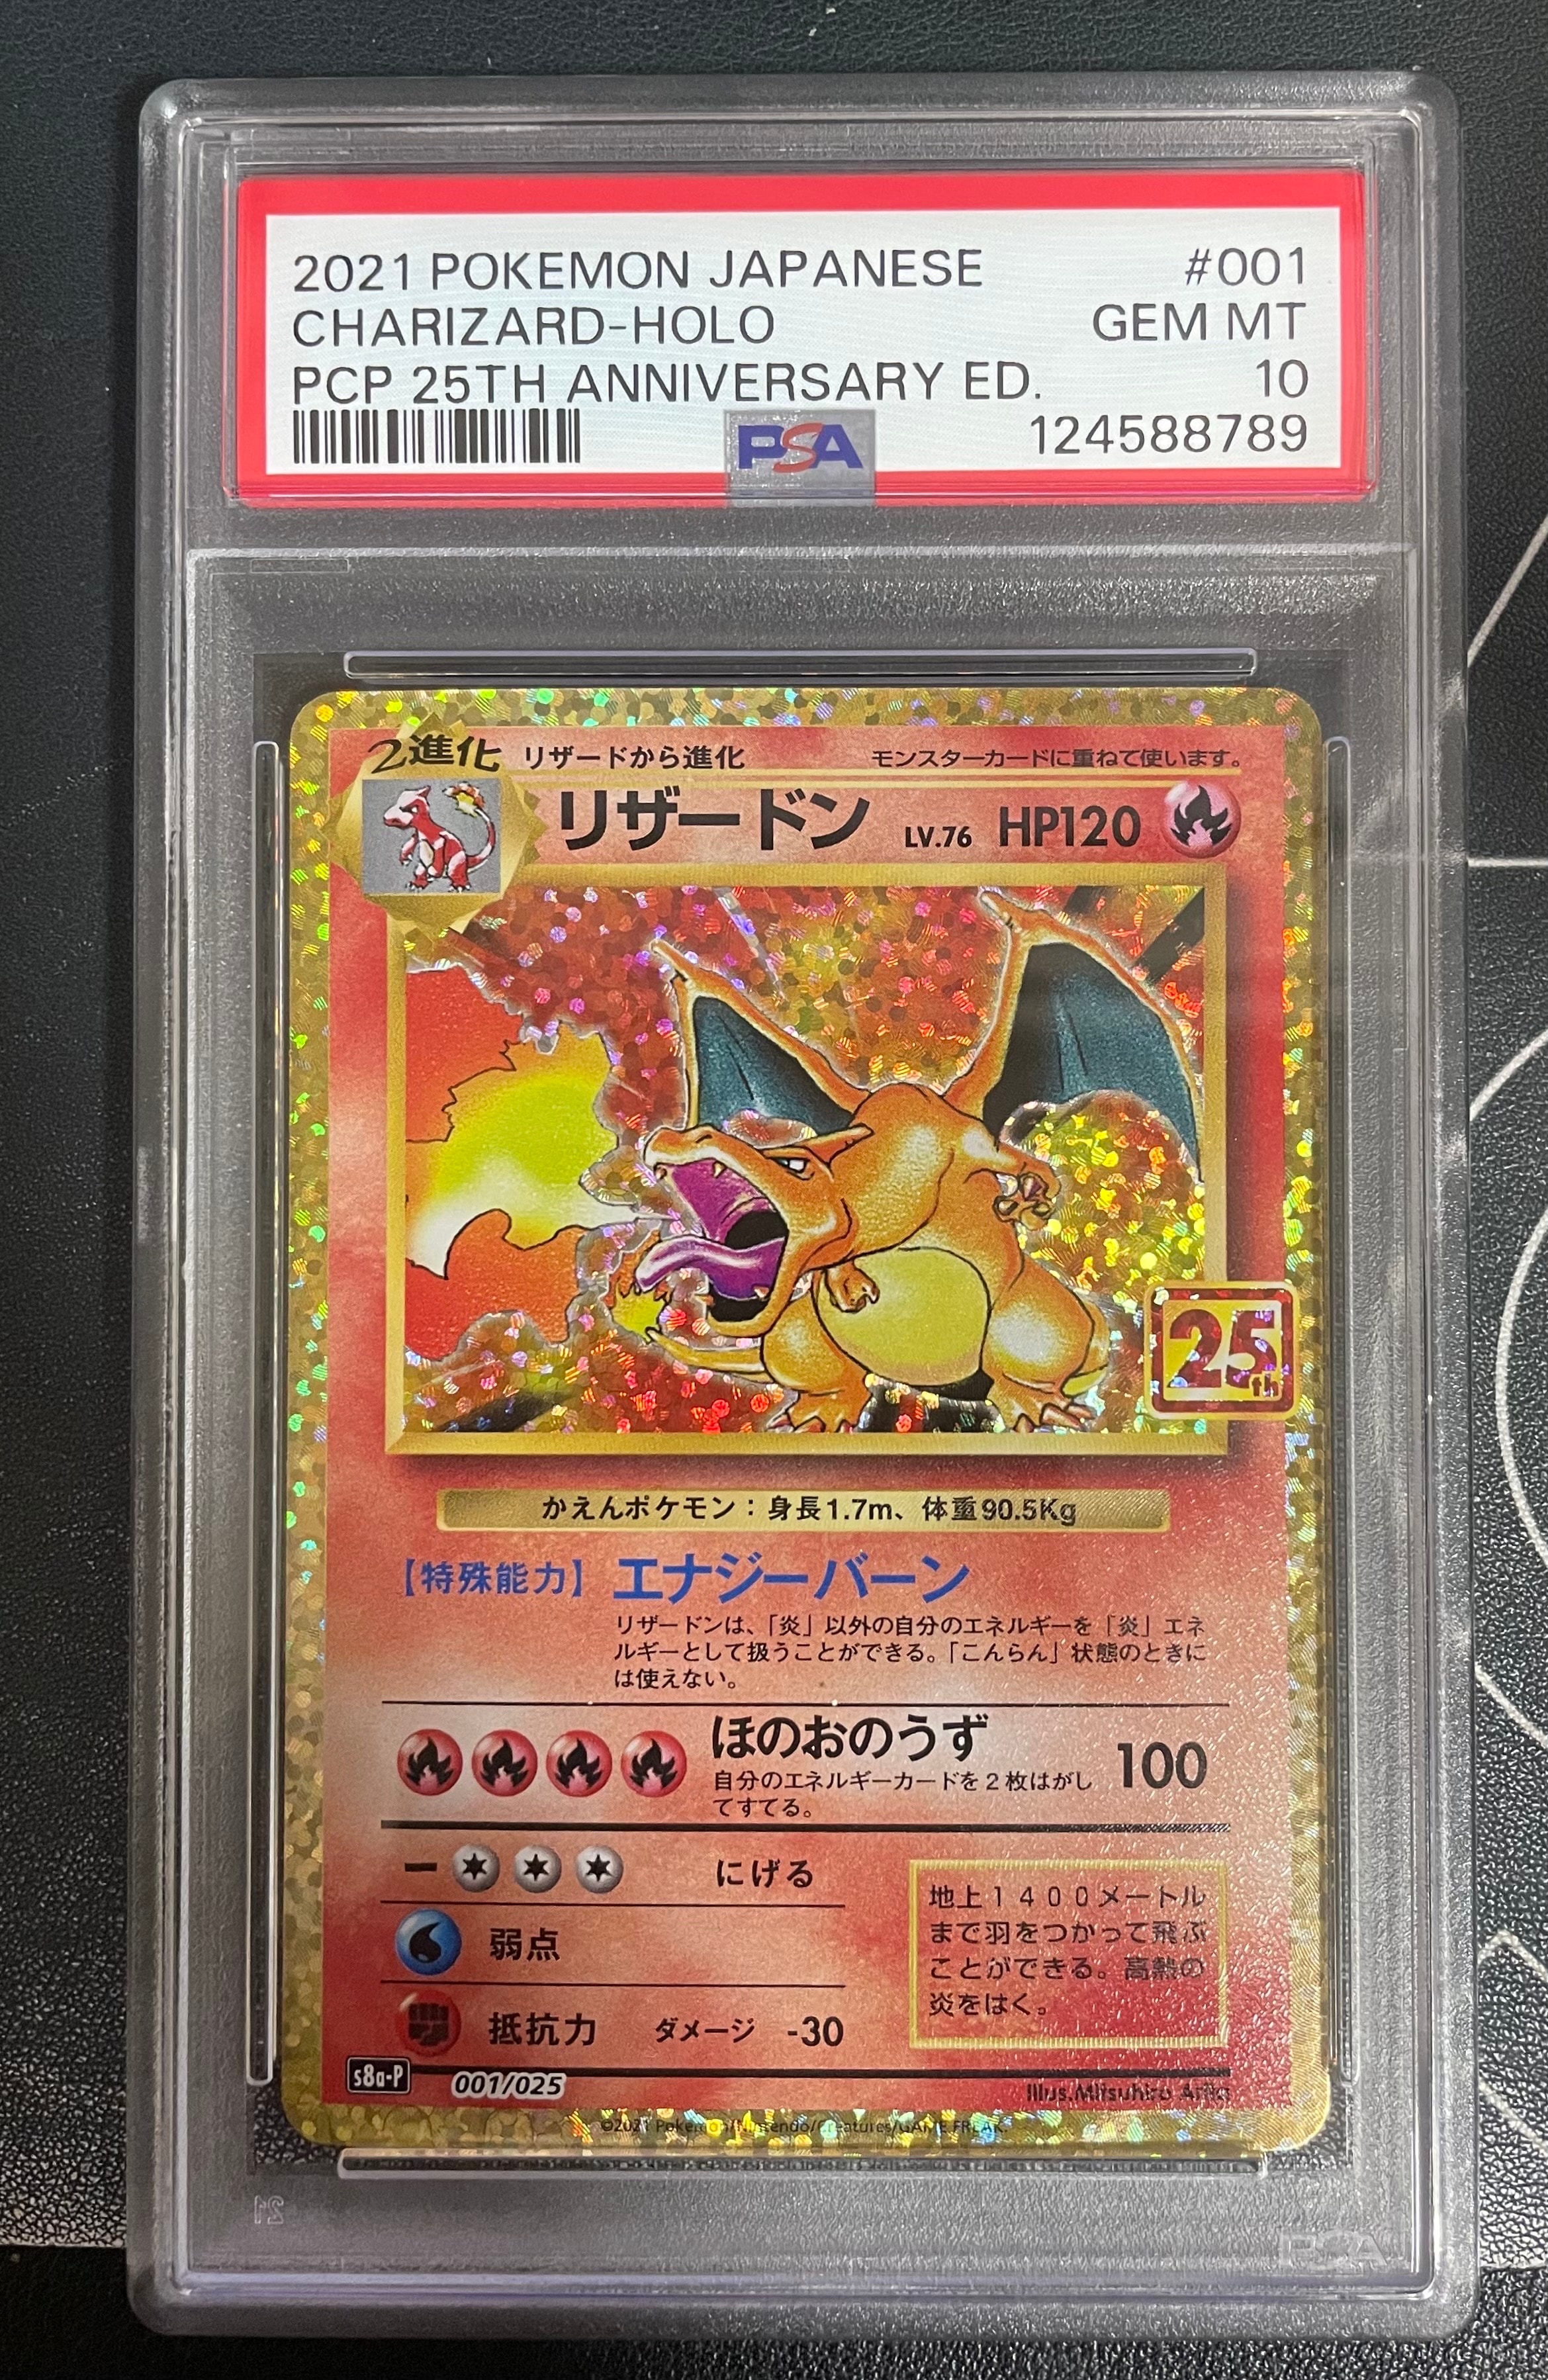 2021 POKEMON JAPANESE #001
CHARIZARD-HOLO GEM MT
PCP 25TH ANNIVERSARY ED. 10
PSA 124588789
2進化 リザードから進化 モンスターカードに重ねて使います。
リザードン LV.76 HP120
25th
かえんポケモン：身長1.7m、体重90.5Kg
【特殊能力】エナジーバーン
リザードンは、「炎」以外の自分のエネルギーを「炎」エネ
ルギーとして扱うことができる。「こんらん」状態のときに
は使えない。
ほのおのうず 100
自分のエネルギーカードを２枚はがし
てすてる。
ー にげる
弱点
抵抗力 ダメージ -30
地上１４００メートル
まで羽をつかって飛ぶ
ことができる。高熱の
炎をはく。
s8a-P 001/025 Illus.Mitsuhiro Arita
©2021 Pokémon/Nintendo/Creatures/GAME FREAK.
21
PSA